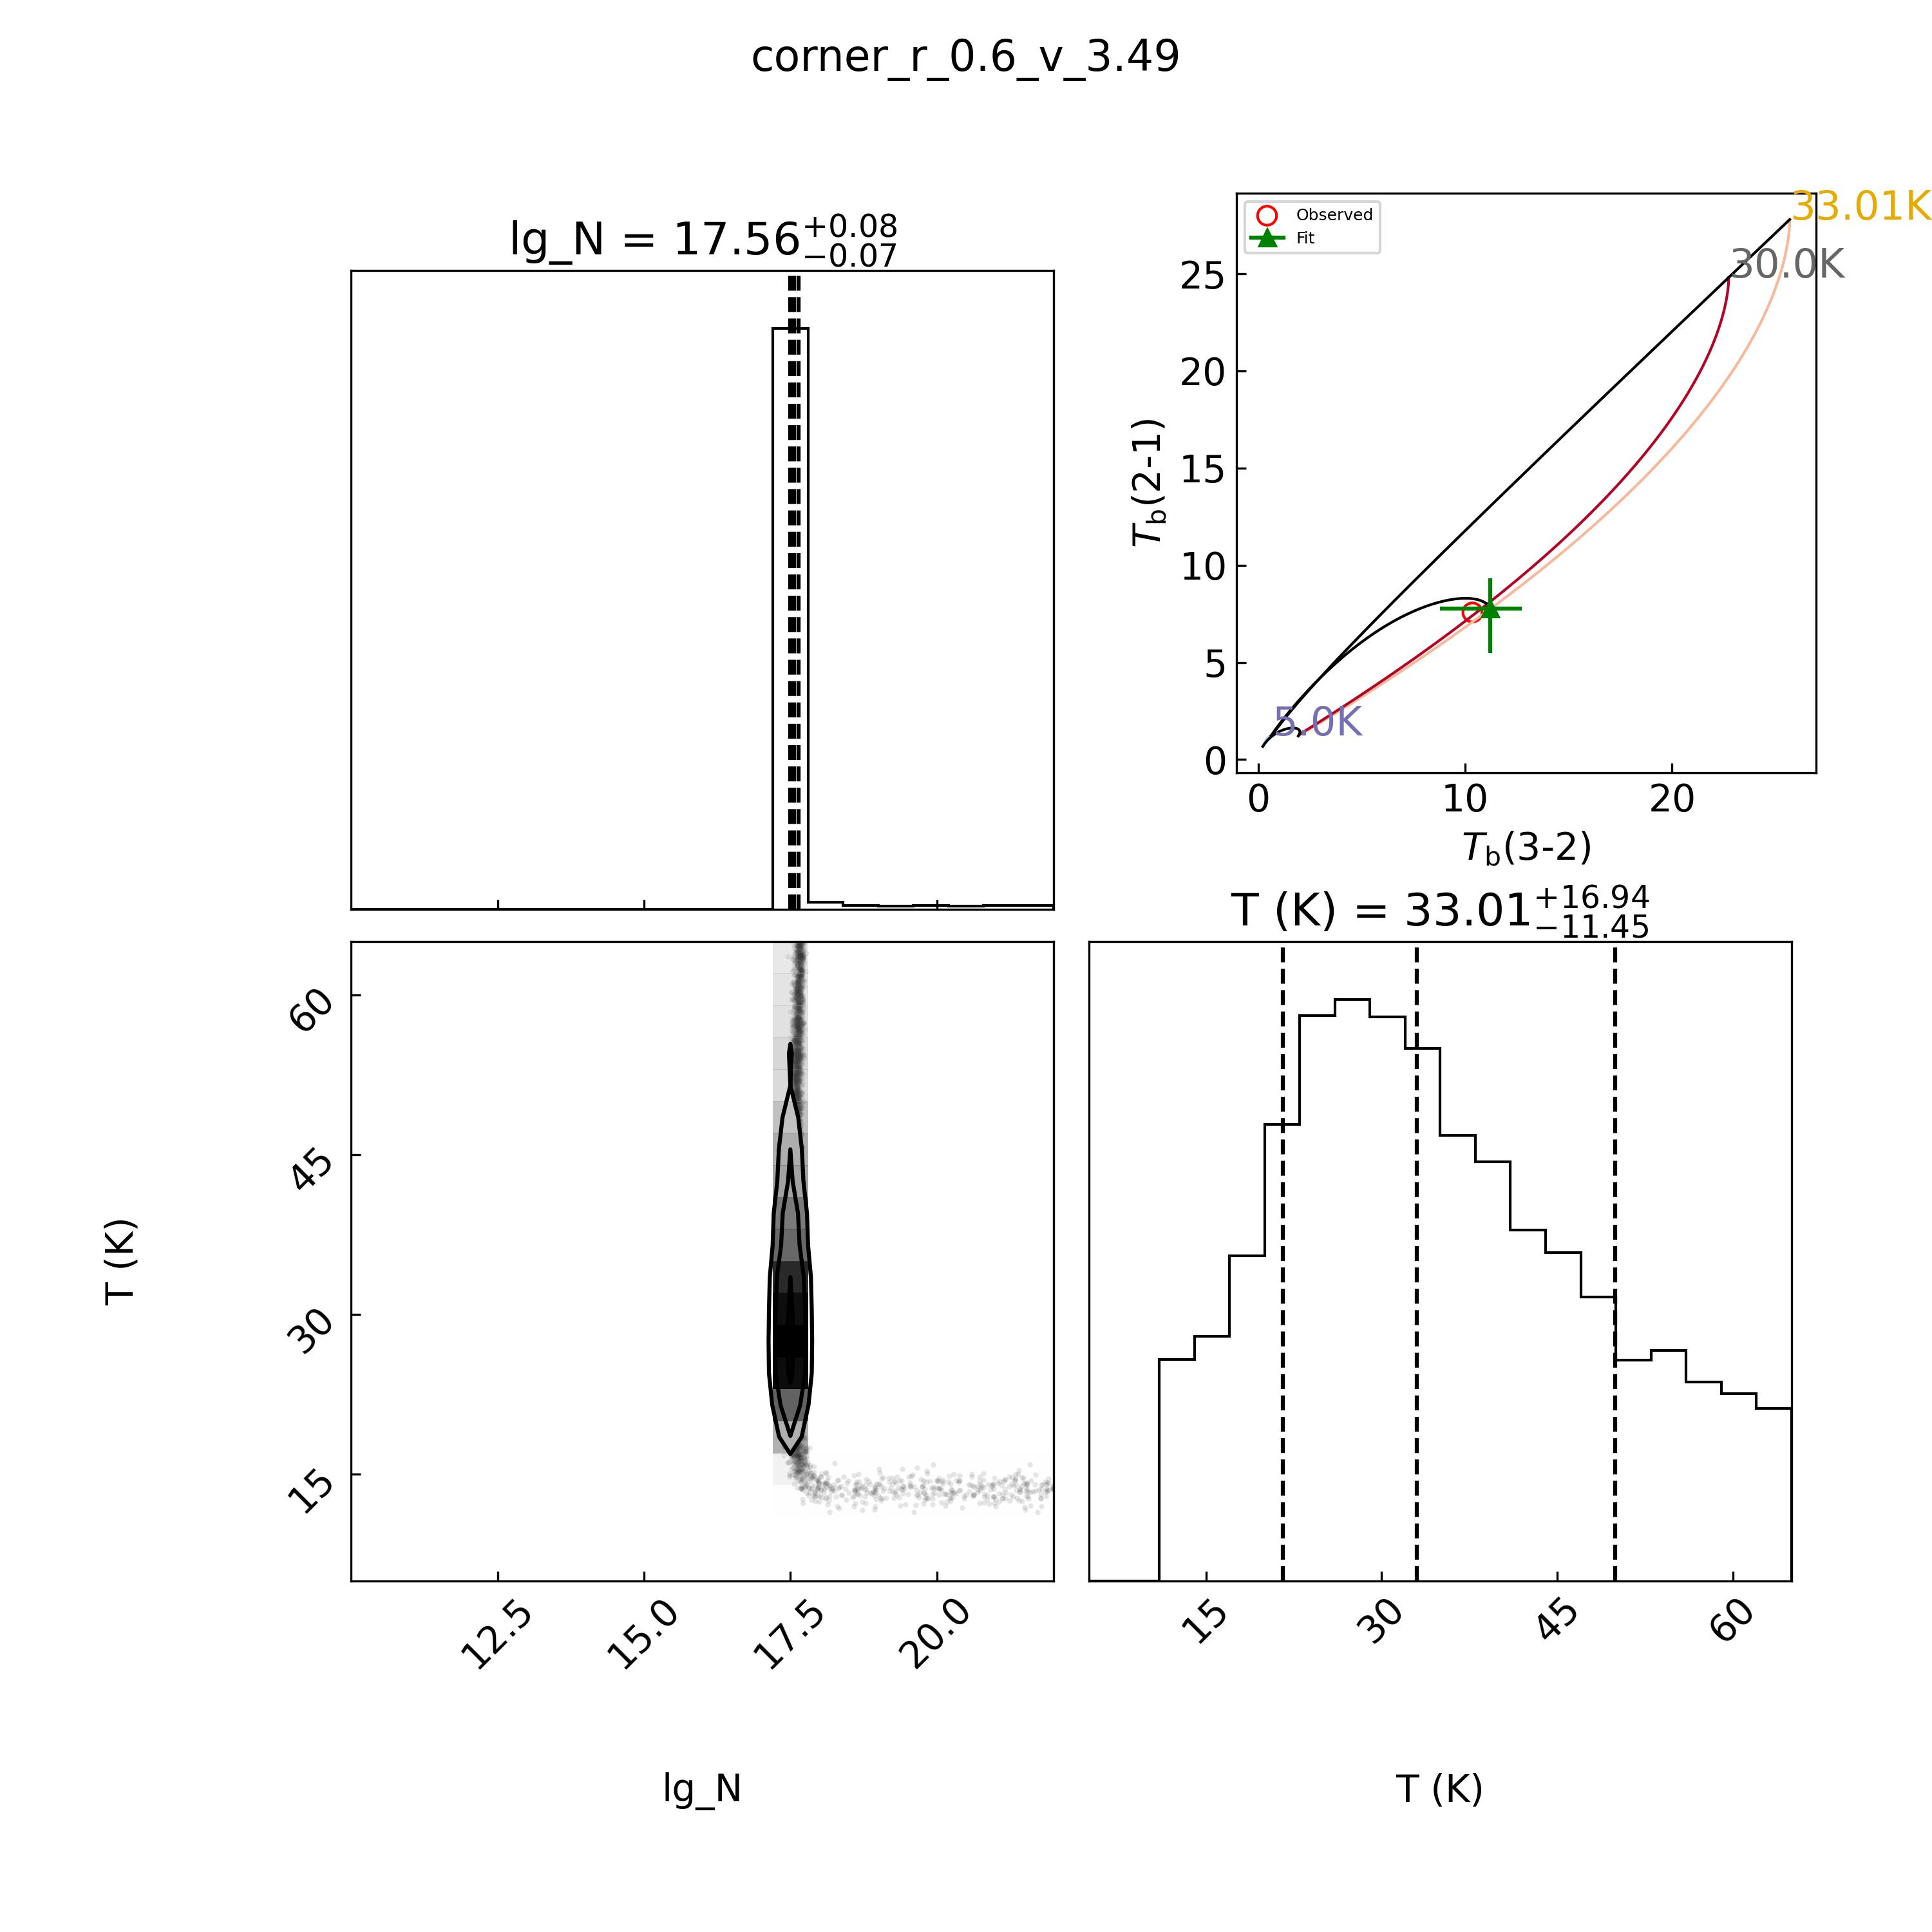 corner_r_0.6_v_3.49
lg_N = 17.56+0.08−0.07
33.01K
30.0K
5.0K
Observed
Fit
25
20
15
10
5
0
Tb(2-1)
0 10 20
Tb(3-2)
T (K) = 33.01+16.94−11.45
60
45
30
15
T (K)
12.5 15.0 17.5 20.0
lg_N
15 30 45 60
T (K)